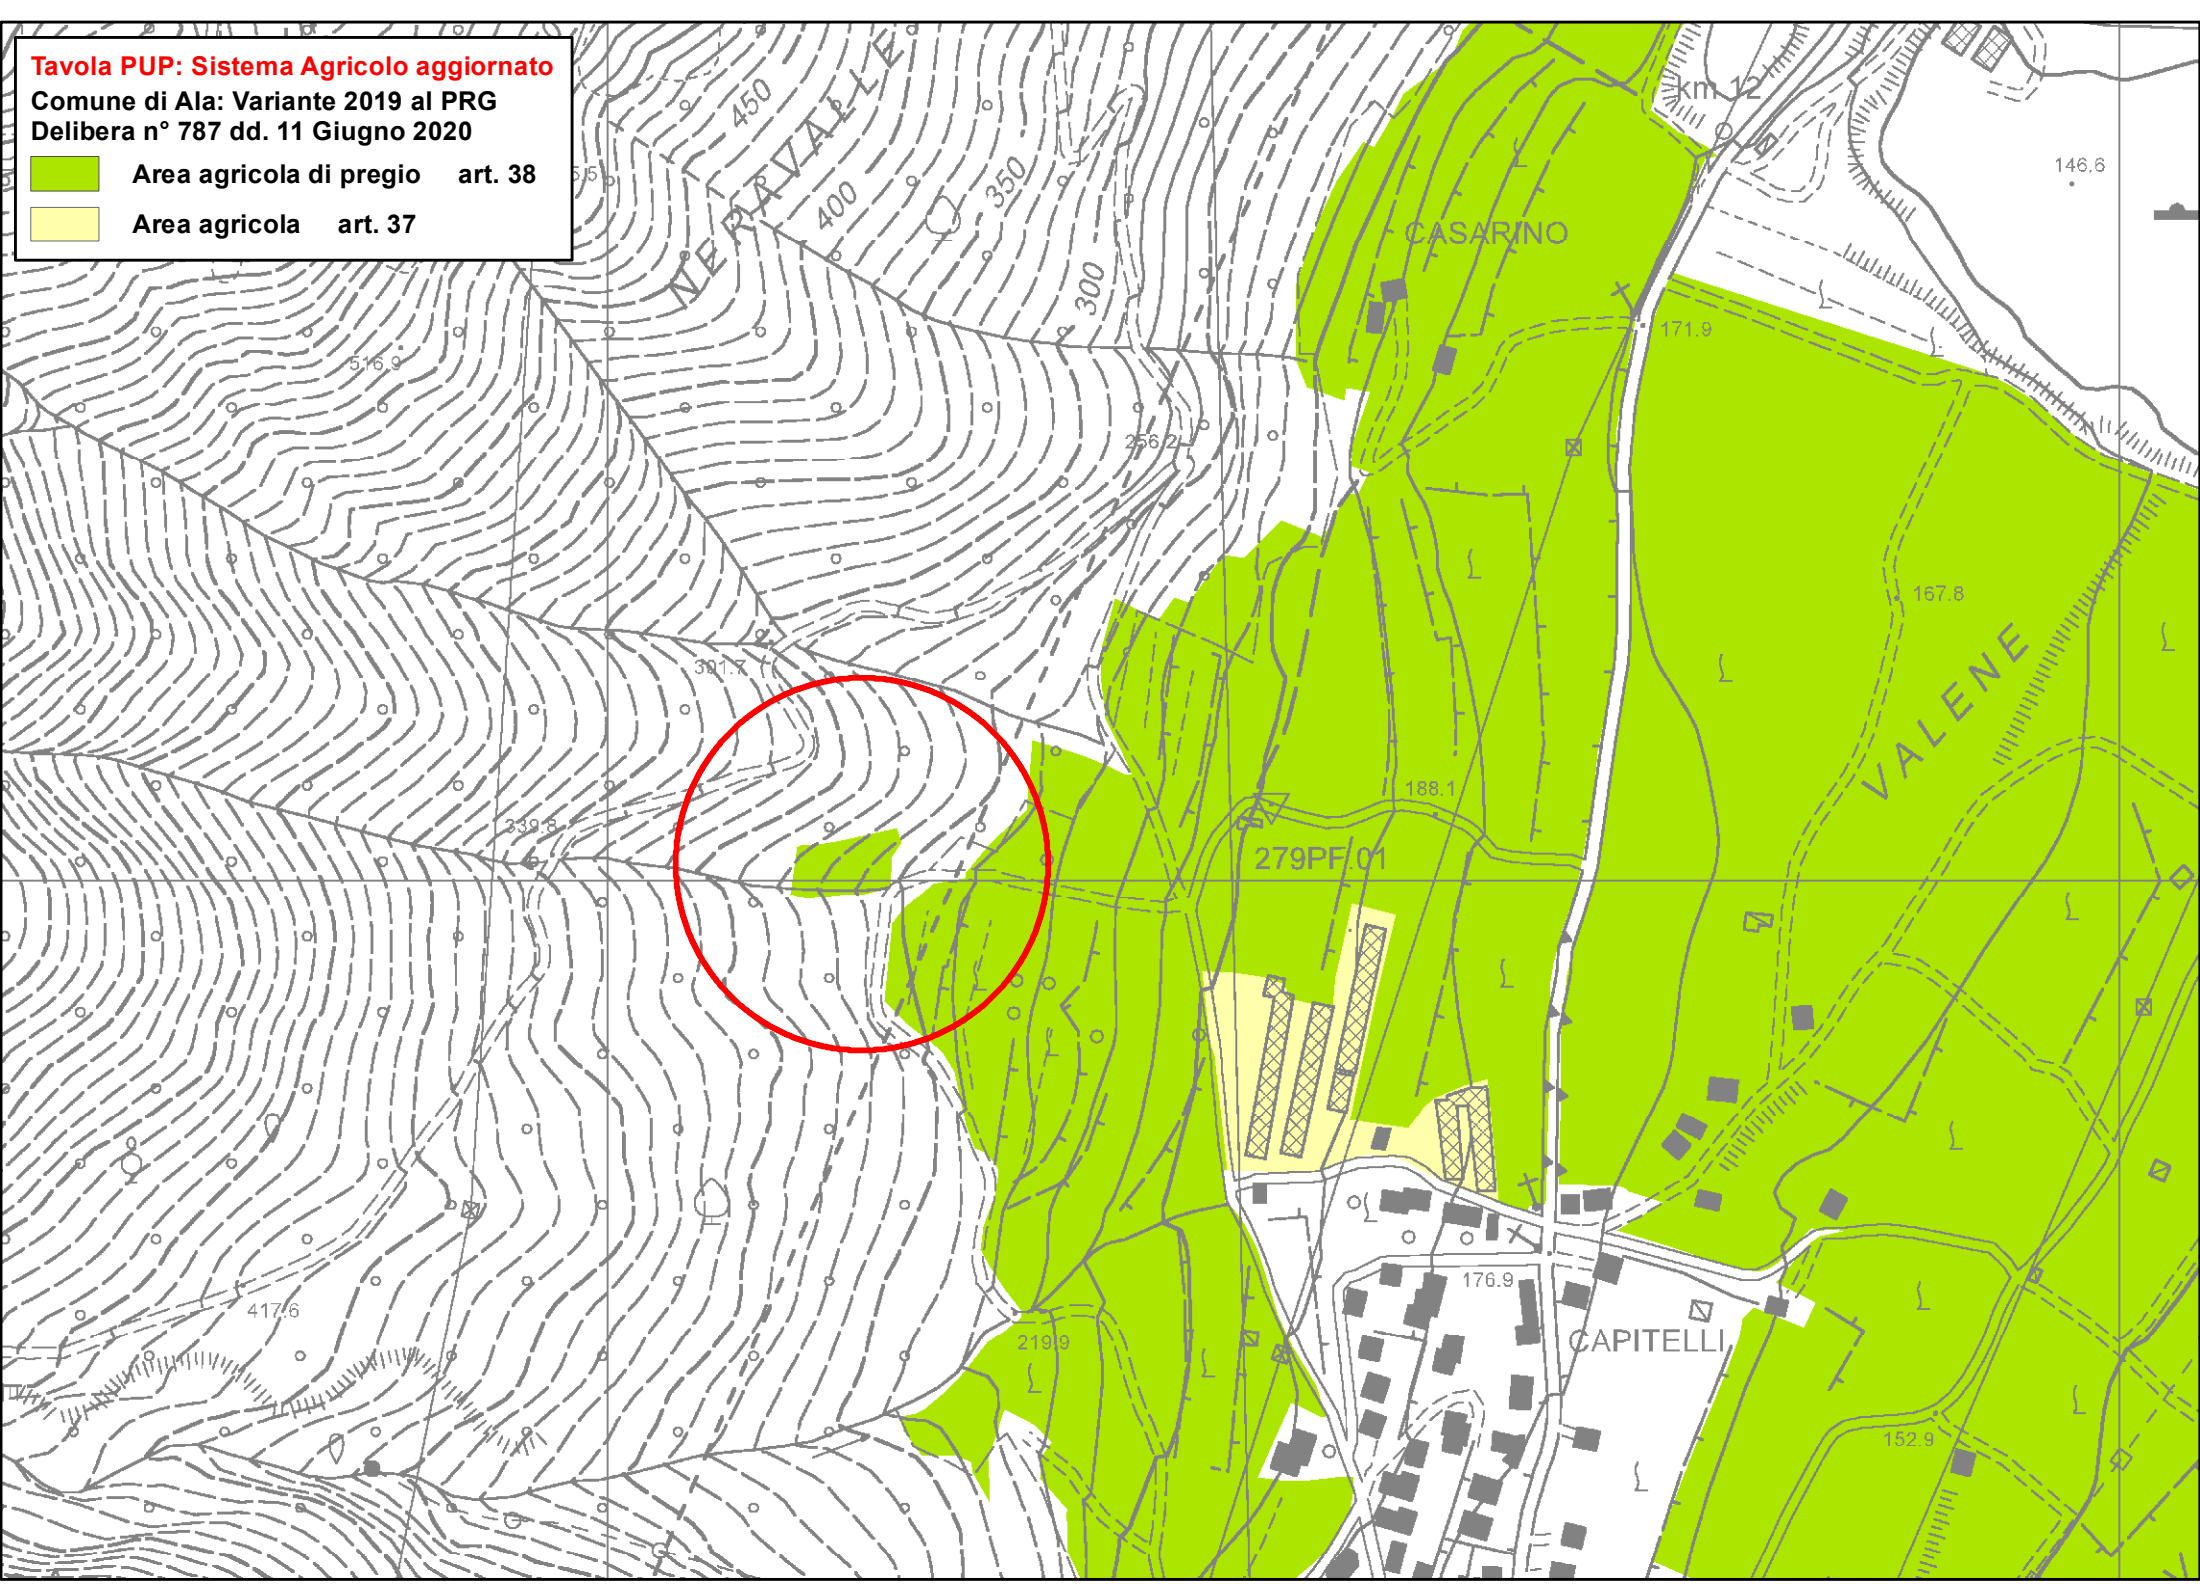 Tavola PUP: Sistema Agricolo aggiornato
Comune di Ala: Variante 2019 al PRG
Delibera n° 787 dd. 11 Giugno 2020
Area agricola di pregio art. 38
Area agricola art. 37
450
400
350
300
NERAVALLE
km 12
146.6
CASARINO
171.9
516.9
256.2
167.8
VALENE
301.7
188.1
339.8
279PF.01
176.9
417.6
219.9
CAPITELLI
152.9